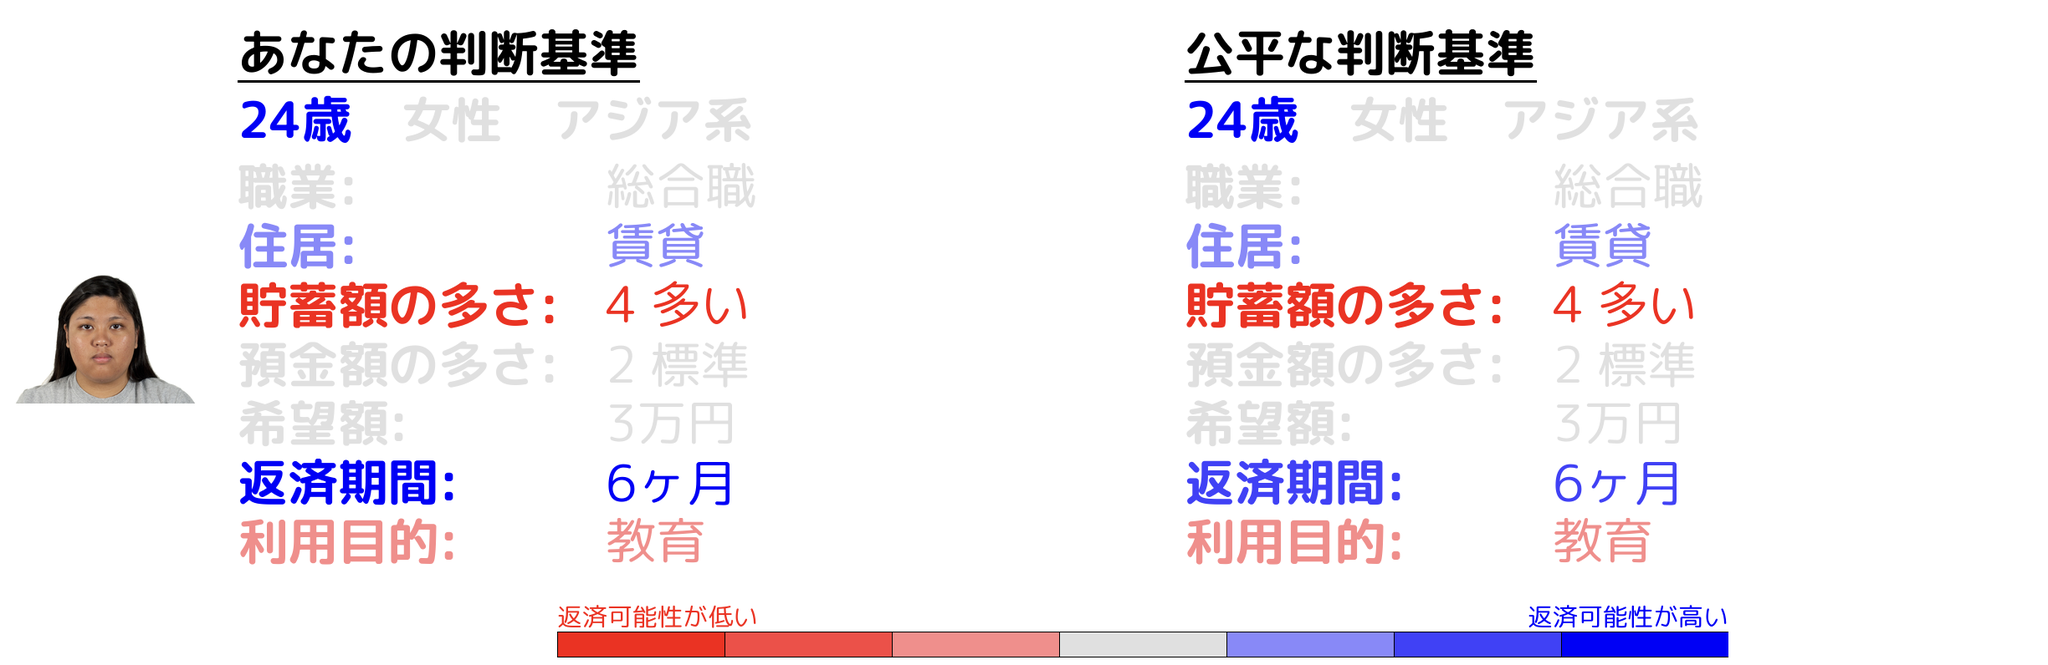 あなたの判断基準
24歳 女性 アジア系
職業: 総合職
住居: 賃貸
貯蓄額の多さ: 4 多い
預金額の多さ: 2 標準
希望額: 3万円
返済期間: 6ヶ月
利用目的: 教育
公平な判断基準
24歳 女性 アジア系
職業: 総合職
住居: 賃貸
貯蓄額の多さ: 4 多い
預金額の多さ: 2 標準
希望額: 3万円
返済期間: 6ヶ月
利用目的: 教育
返済可能性が低い
返済可能性が高い